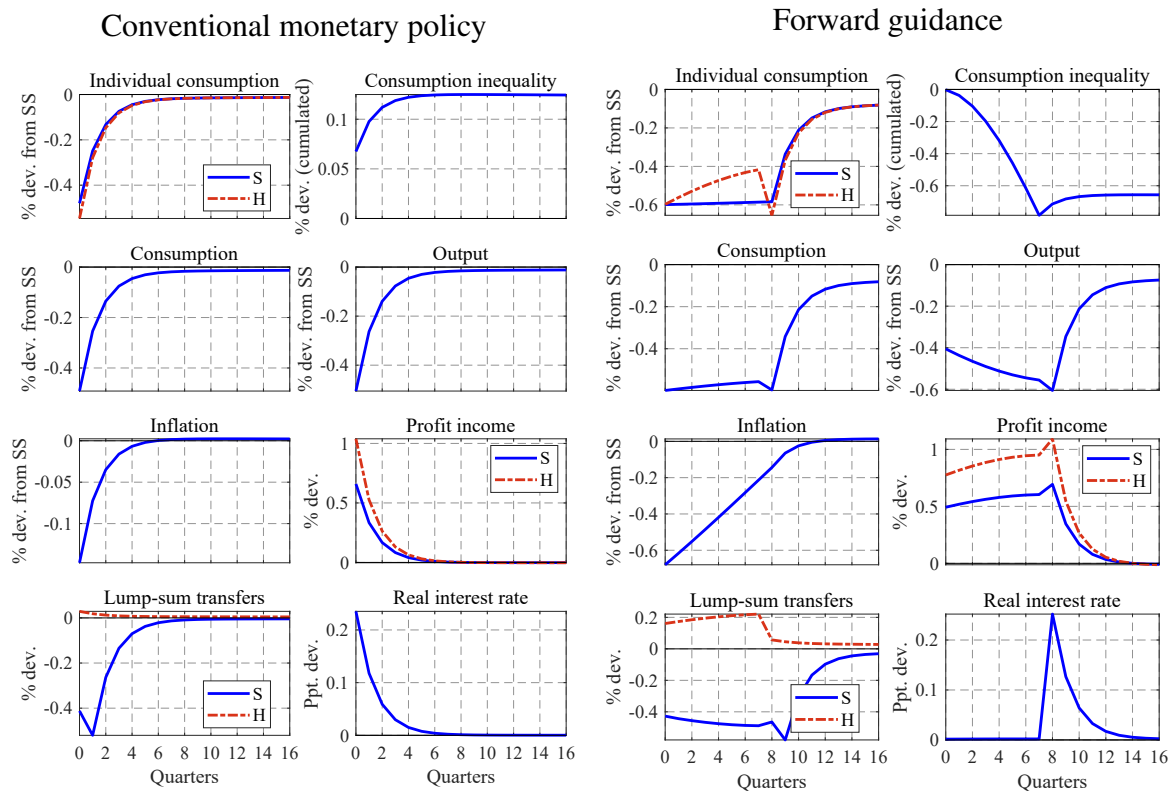 Conventional monetary policy
Forward guidance
Individual consumption
Consumption inequality
Individual consumption
Consumption inequality
% dev. from SS
0
-0.2
-0.4
S
H
% dev. (cumulated)
0.1
0.05
0
% dev. from SS
0
-0.2
-0.4
-0.6
S
H
% dev. (cumulated)
0
-0.2
-0.4
-0.6
Consumption
Output
Consumption
Output
% dev. from SS
0
-0.2
-0.4
% dev. from SS
0
-0.2
-0.4
% dev. from SS
0
-0.2
-0.4
% dev. from SS
0
-0.2
-0.4
-0.6
Inflation
Profit income
Inflation
Profit income
% dev. from SS
0
-0.05
-0.1
% dev.
1
0.5
0
S
H
% dev. from SS
0
-0.2
-0.4
-0.6
% dev.
1
0.5
0
S
H
Lump-sum transfers
Real interest rate
Lump-sum transfers
Real interest rate
% dev.
0
-0.2
-0.4
S
H
0 2 4 6 8 10 12 14 16
Quarters
Ppt. dev.
0.2
0.1
0
0 2 4 6 8 10 12 14 16
Quarters
% dev.
0.2
0
-0.2
-0.4
S
H
0 2 4 6 8 10 12 14 16
Quarters
Ppt. dev.
0.2
0.1
0
0 2 4 6 8 10 12 14 16
Quarters